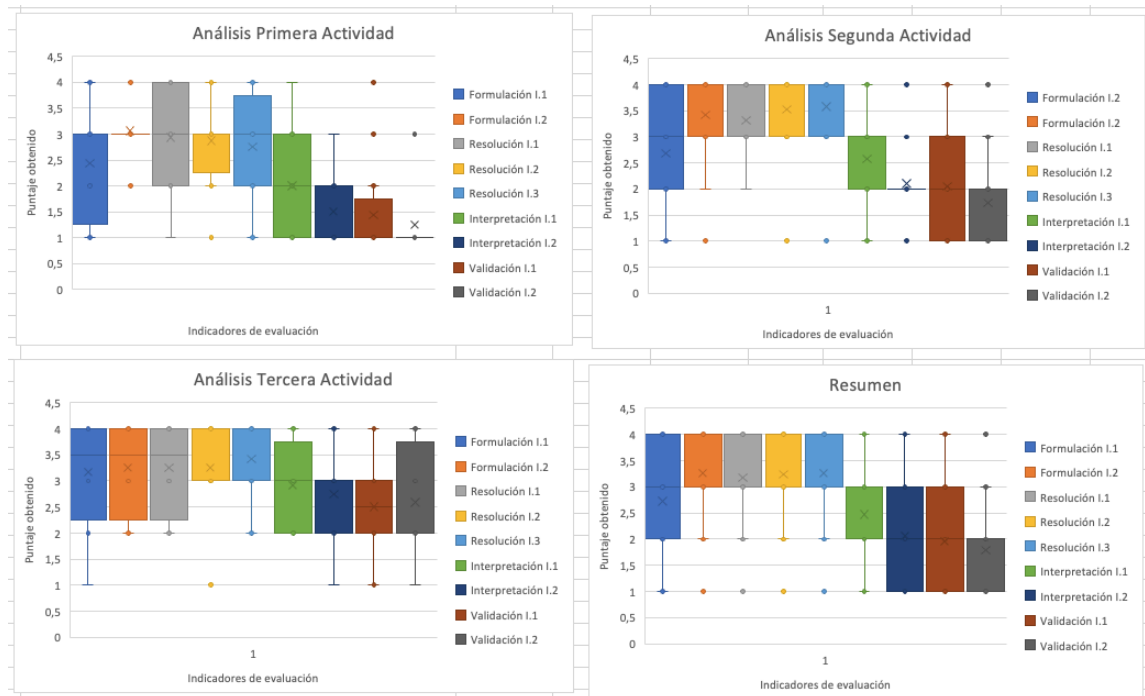 Análisis Primera Actividad
4,5
4
3,5
3
2,5
2
1,5
1
0,5
0
Puntaje obtenido
Indicadores de evaluación
Formulación I.1
Formulación I.2
Resolución I.1
Resolución I.2
Resolución I.3
Interpretación I.1
Interpretación I.2
Validación I.1
Validación I.2
Análisis Segunda Actividad
4,5
4
3,5
3
2,5
2
1,5
1
0,5
0
Puntaje obtenido
1
Indicadores de evaluación
Formulación I.2
Formulación I.2
Resolución I.1
Resolución I.2
Resolución I.3
Interpretación I.1
Interpretación I.2
Validación I.1
Validación I.2
Análisis Tercera Actividad
4,5
4
3,5
3
2,5
2
1,5
1
0,5
0
Puntaje obtenido
1
Indicadores de evaluación
Formulación I.1
Formulación I.2
Resolución I.1
Resolución I.2
Resolución I.3
Interpretación I.1
Interpretación I.2
Validación I.1
Validación I.2
Resumen
4,5
4
3,5
3
2,5
2
1,5
1
0,5
0
Puntaje obtenido
1
Indicadores de evaluación
Formulación I.1
Formulación I.2
Resolución I.1
Resolución I.2
Resolución I.3
Interpretación I.1
Interpretación I.2
Validación I.1
Validación I.2